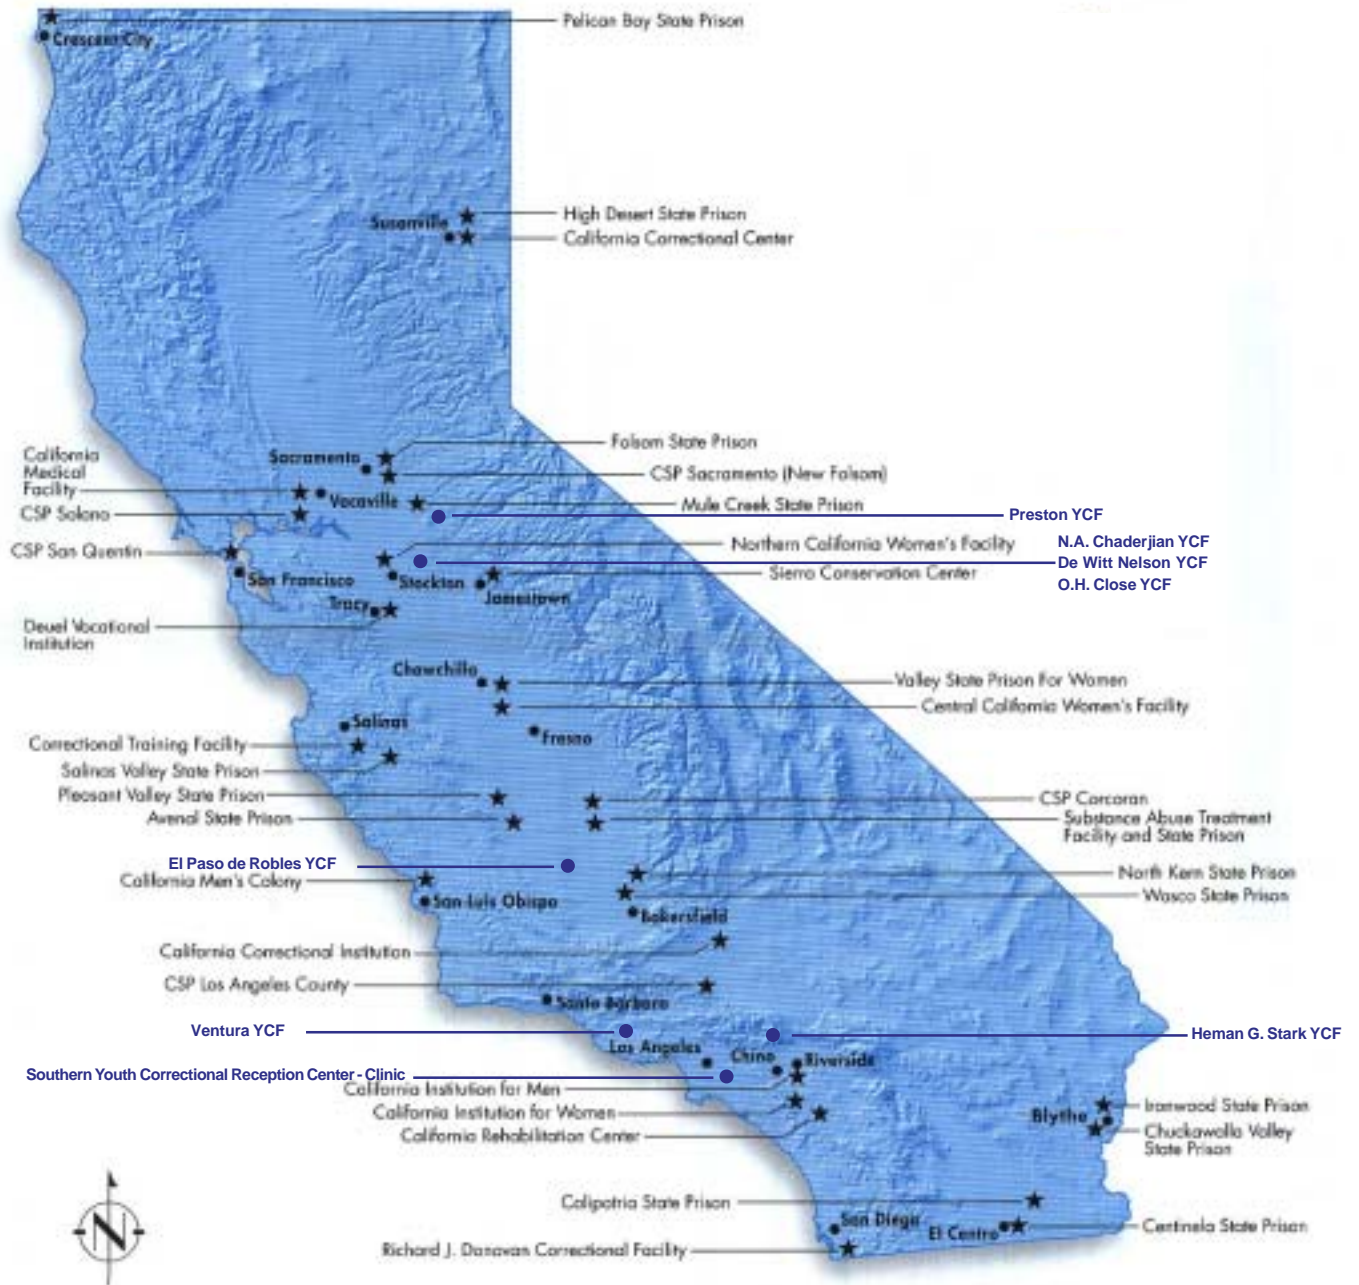 Pelican Bay State Prison
Crescent City
High Desert State Prison
Susanville
California Correctional Center
Folsom State Prison
California
Medical
Facility
Sacramento
CSP Sacramento (New Folsom)
Vacaville
Mule Creek State Prison
CSP Solano
Preston YCF
CSP San Quentin
Northern California Women's Facility
N.A. Chaderjian YCF
De Witt Nelson YCF
O.H. Close YCF
San Francisco
Stockton
Sierra Conservation Center
Jamestown
Tracy
Deuel Vocational
Institution
Chowchilla
Valley State Prison For Women
Central California Women's Facility
Salinas
Fresno
Correctional Training Facility
Salinas Valley State Prison
Pleasant Valley State Prison
CSP Corcoran
Avenal State Prison
Substance Abuse Treatment
Facility and State Prison
El Paso de Robles YCF
North Kern State Prison
California Men's Colony
Wasco State Prison
San Luis Obispo
Bakersfield
California Correctional Institution
CSP Los Angeles County
Santa Barbara
Ventura YCF
Heman G. Stark YCF
Los Angeles
Chino
Riverside
Southern Youth Correctional Reception Center - Clinic
California Institution for Men
California Institution for Women
California Rehabilitation Center
Ironwood State Prison
Blythe
Chuckawalla Valley
State Prison
Calipatria State Prison
San Diego
El Centro
Centinela State Prison
Richard J. Donovan Correctional Facility
N